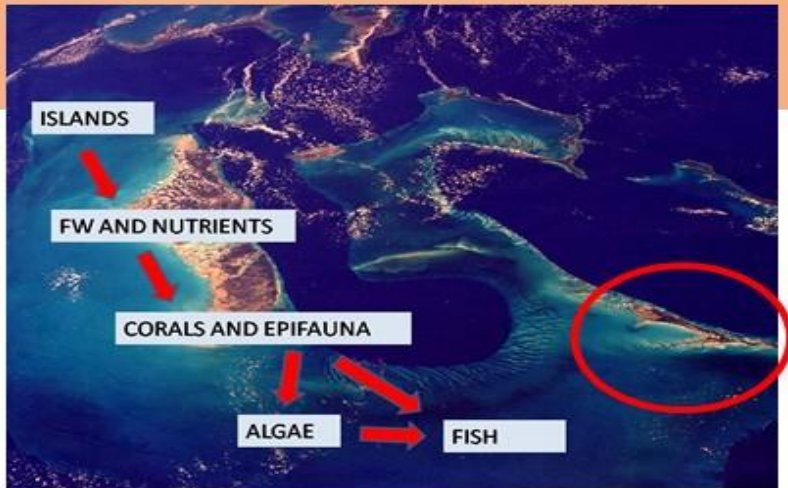 ISLANDS
FW AND NUTRIENTS
CORALS AND EPIFAUNA
ALGAE
FISH